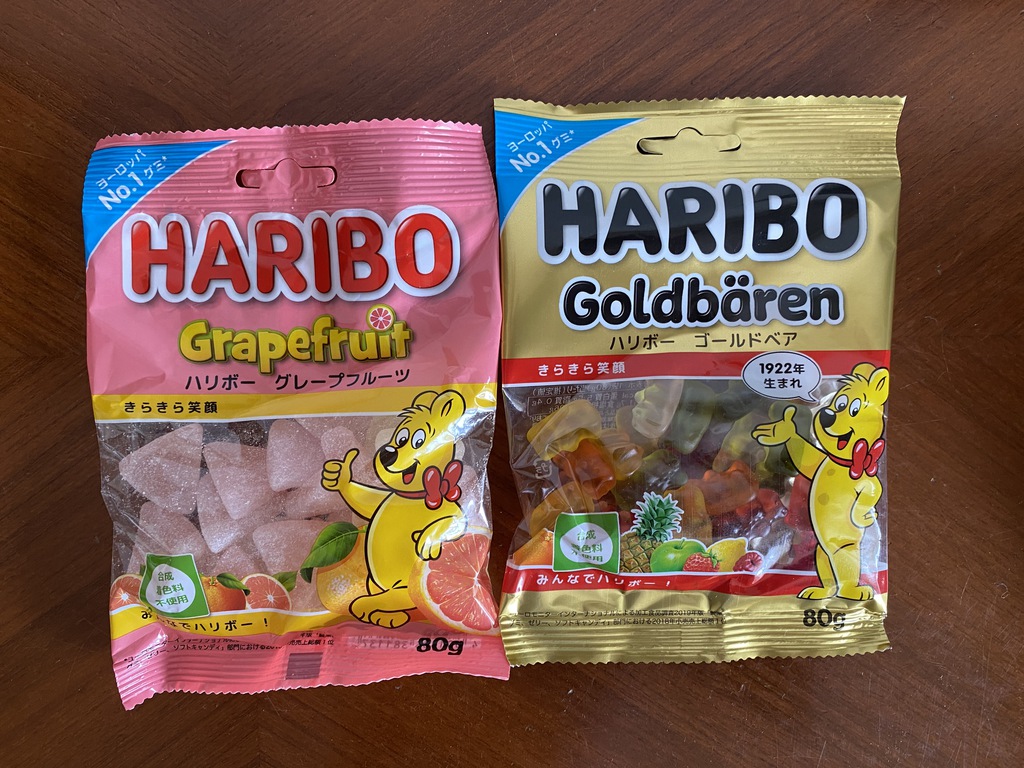 ヨーロッパ
No.1グミ*
HARIBO
Grapefruit
ハリボー グレープフルーツ
きらきら笑顔
合成
着色料
不使用
みんなでハリボー!
80g
ヨーロッパ
No.1グミ*
HARIBO
Goldbären
ハリボー ゴールドベア
きらきら笑顔
1922年
生まれ
合成
着色料
不使用
みんなでハリボー!
80g